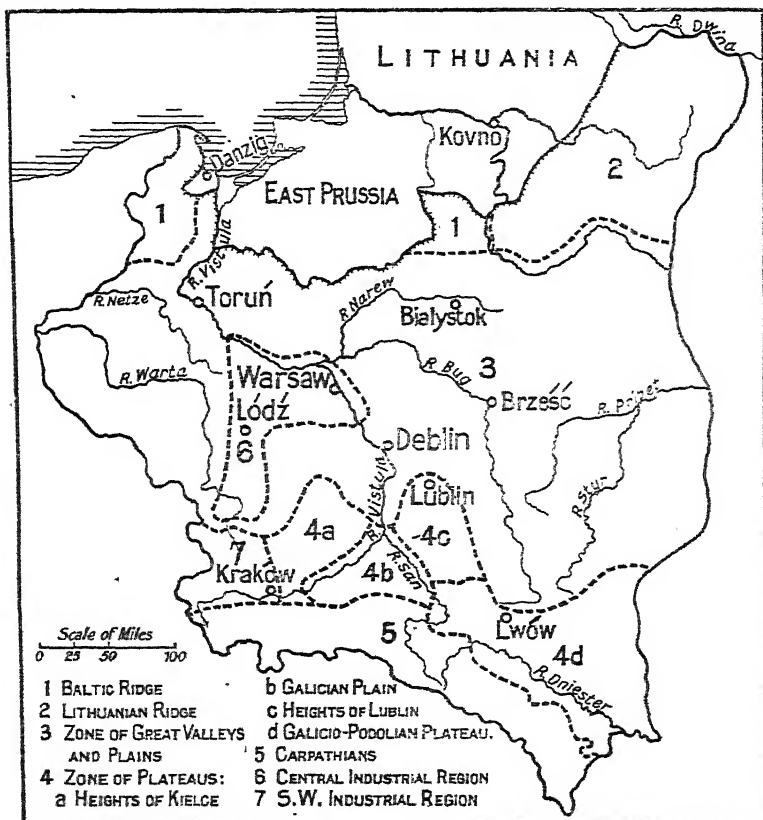 R. Dwina
LITHUANIA
Kovno
Danzig
2
EAST PRUSSIA
1
1
R. Vistula
R. Netze
Toruń
R. Narew
Białystok
R. Warta
Warsaw
R. Bug
3
Łódź
Brześć
R. Pripet
6
Deblin
Lublin
R. Vistula
R. Styr
4a
4c
7
R. San
Kraków
4b
Lwów
5
4d
R. Dniester
Scale of Miles
0 25 50 100
1 BALTIC RIDGE
2 LITHUANIAN RIDGE
3 ZONE OF GREAT VALLEYS
AND PLAINS
4 ZONE OF PLATEAUS:
a HEIGHTS OF KIELCE
b GALICIAN PLAIN
c HEIGHTS OF LUBLIN
d GALICIO-PODOLIAN PLATEAU.
5 CARPATHIANS
6 CENTRAL INDUSTRIAL REGION
7 S.W. INDUSTRIAL REGION